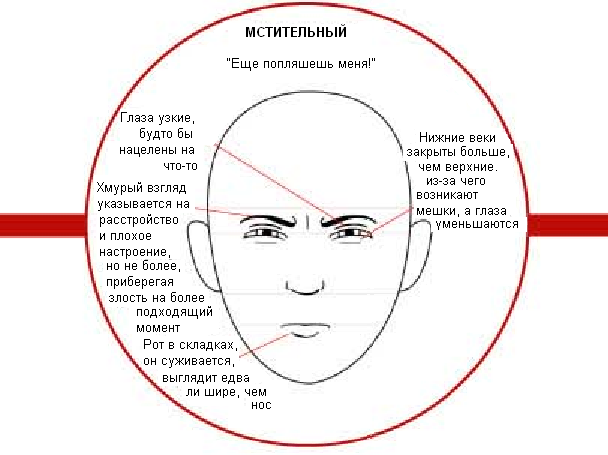 МСТИТЕЛЬНЫЙ
"Еще попляшешь меня!"
Глаза узкие,
будто бы
нацелены на
что-то
Нижние веки
закрыты больше,
чем верхние.
из-за чего
возникают
мешки, а глаза
уменьшаются
Хмурый взгляд
указывается на
расстройство
и плохое
настроение,
но не более,
приберегая
злость на более
подходящий
момент
Рот в складках,
он суживается,
выглядит едва
ли шире, чем
нос